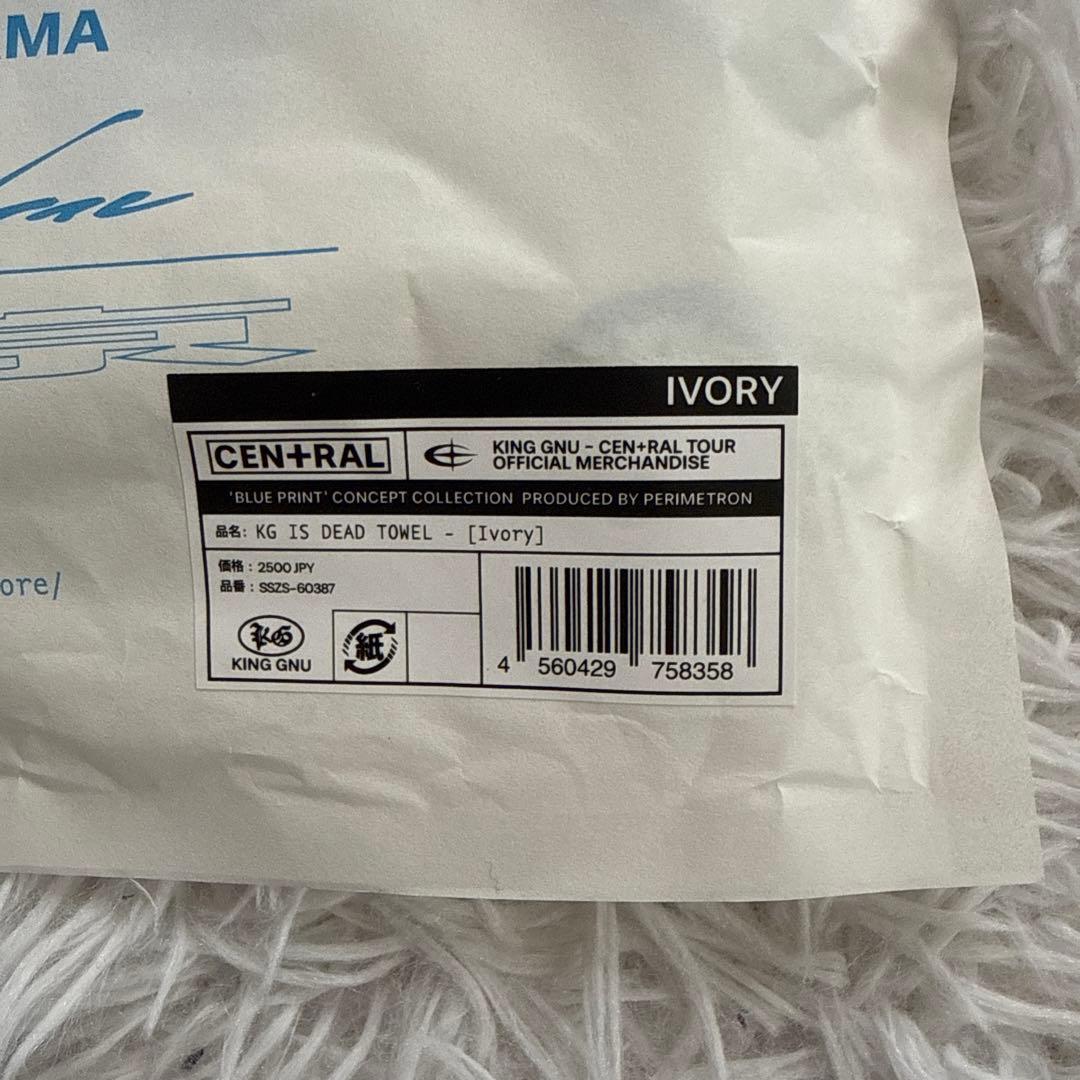 MA
ore/
IVORY
CEN+RAL
KING GNU - CEN+RAL TOUR
OFFICIAL MERCHANDISE
'BLUE PRINT' CONCEPT COLLECTION PRODUCED BY PERIMETRON
品名: KG IS DEAD TOWEL - [Ivory]
価格 : 2500 JPY
品番 : SSZS-60387
KG
KING GNU
紙
4 560429 758358